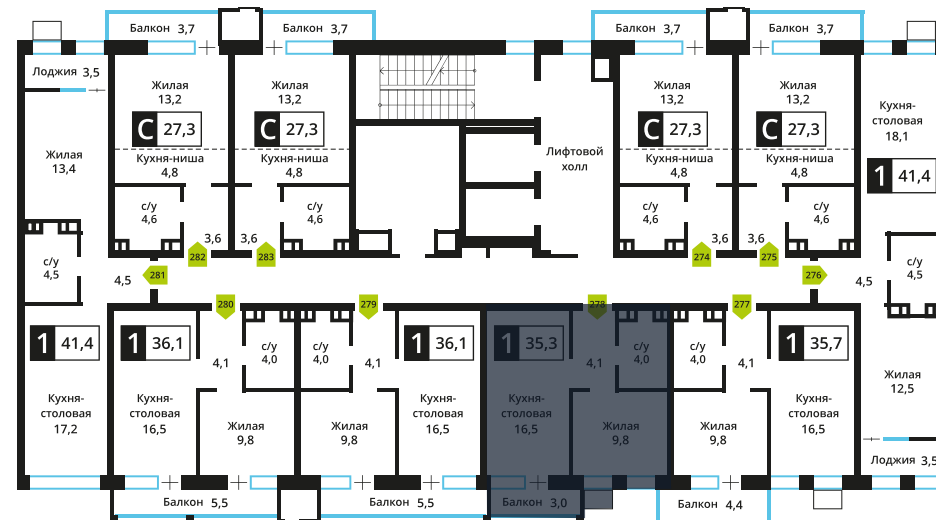 Балкон 3,7
Балкон 3,7
Балкон 3,7
Балкон 3,7
Лоджия 3,5
Жилая
13,2
Жилая
13,2
Жилая
13,2
Жилая
13,2
Кухня-
столовая
18,1
С 27,3
С 27,3
С 27,3
С 27,3
Жилая
13,4
Кухня-ниша
4,8
Кухня-ниша
4,8
Лифтовой
холл
Кухня-ниша
4,8
Кухня-ниша
4,8
1 41,4
с/у
4,6
с/у
4,6
с/у
4,6
с/у
4,6
3,6
3,6
3,6
3,6
282
283
274
275
с/у
4,5
4,5
281
276
4,5
с/у
4,5
280
279
278
277
1 41,4
1 36,1
4,1
с/у
4,0
с/у
4,0
4,1
1 36,1
1 35,3
4,1
с/у
4,0
с/у
4,0
4,1
1 35,7
Жилая
12,5
Кухня-
столовая
17,2
Кухня-
столовая
16,5
Жилая
9,8
Жилая
9,8
Кухня-
столовая
16,5
Кухня-
столовая
16,5
Жилая
9,8
Жилая
9,8
Кухня-
столовая
16,5
Лоджия 3,5
Балкон 5,5
Балкон 5,5
Балкон 3,0
Балкон 4,4